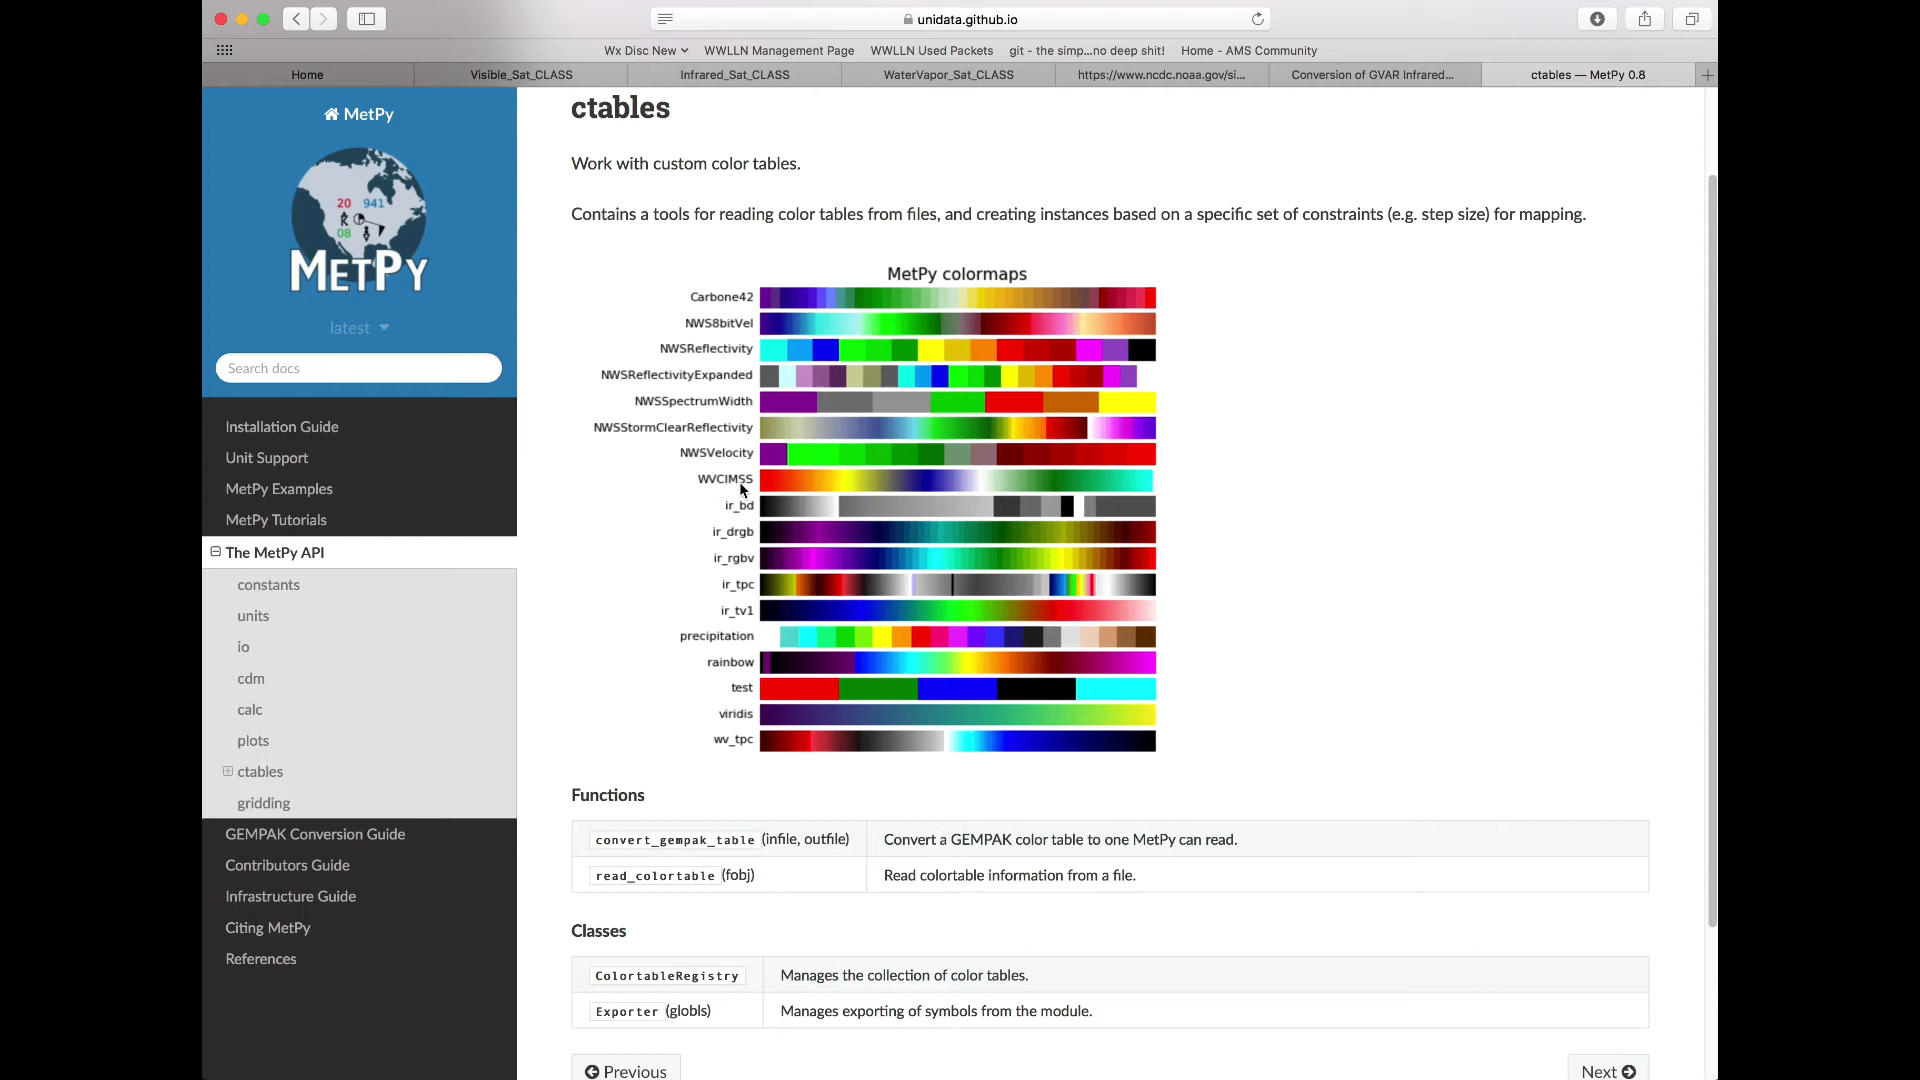 unidata.github.io
Wx Disc New
WWLLN Management Page
WWLLN Used Packets
git - the simp...no deep shit!
Home - AMS Community
Home
Visible_Sat_CLASS
Infrared_Sat_CLASS
WaterVapor_Sat_CLASS
https://www.ncdc.noaa.gov/si...
Conversion of GVAR Infrared...
ctables — MetPy 0.8
MetPy
20 941
08
METPY
latest
Search docs
Installation Guide
Unit Support
MetPy Examples
MetPy Tutorials
The MetPy API
constants
units
io
cdm
calc
plots
ctables
gridding
GEMPAK Conversion Guide
Contributors Guide
Infrastructure Guide
Citing MetPy
References
ctables
Work with custom color tables.
Contains a tools for reading color tables from files, and creating instances based on a specific set of constraints (e.g. step size) for mapping.
MetPy colormaps
Carbone42
NWS8bitVel
NWSReflectivity
NWSReflectivityExpanded
NWSSpectrumWidth
NWSStormClearReflectivity
NWSVelocity
WVCIMSS
ir_bd
ir_drgb
ir_rgbv
ir_tpc
ir_tv1
precipitation
rainbow
test
viridis
wv_tpc
Functions
convert_gempak_table (infile, outfile) Convert a GEMPAK color table to one MetPy can read.
read_colortable (fobj) Read colortable information from a file.
Classes
ColortableRegistry Manages the collection of color tables.
Exporter (globls) Manages exporting of symbols from the module.
Previous
Next